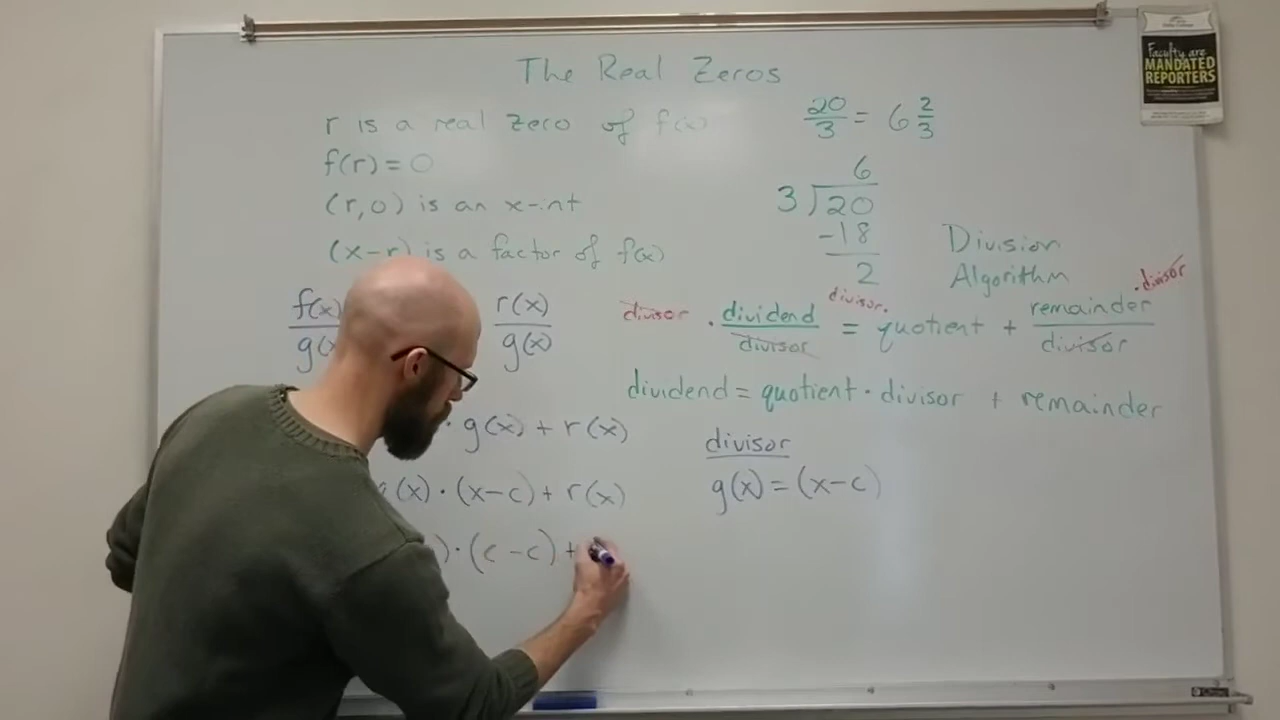 The Real Zeros
r is a real zero of f(x)
f(r) = 0
(r,0) is an x-int
(x-r) is a factor of f(x)
f(x) r(x)
g(x) g(x)
· g(x) + r(x)
(x) · (x-c) + r(x)
) · (c-c) +
20/3 = 6 2/3
6
3 20
-18
2
Division
Algorithm
divisor · dividend/divisor = divisor · quotient + remainder/divisor · divisor
dividend = quotient · divisor + remainder
divisor
g(x) = (x-c)
Faculty are
MANDATED
REPORTERS